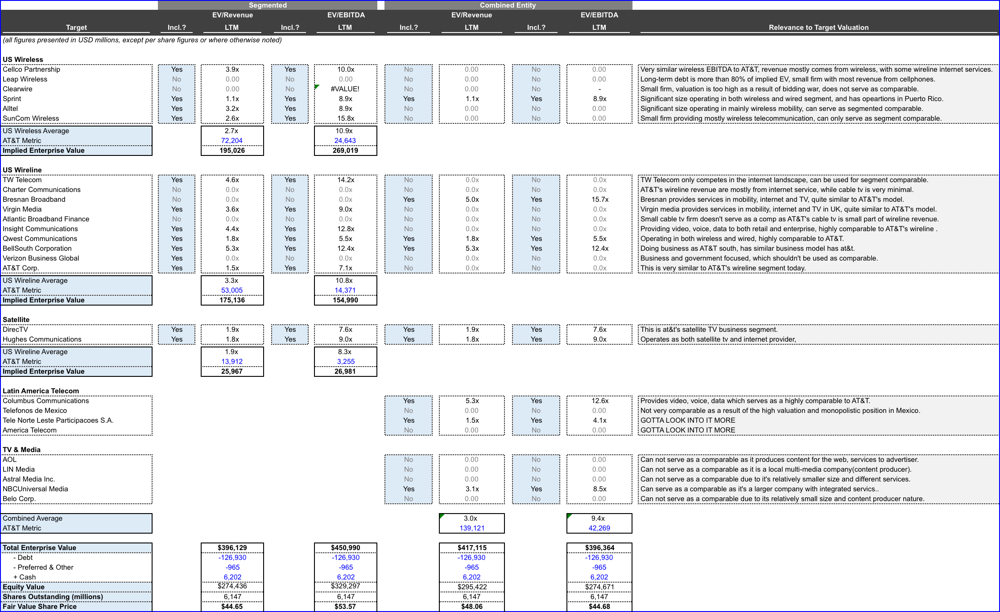 Segmented Combined Entity
EV/Revenue EV/EBITDA EV/Revenue EV/EBITDA
Target Incl.? LTM Incl.? LTM Incl.? LTM Incl.? LTM Relevance to Target Valuation
(all figures presented in USD millions, except per share figures or where otherwise noted)
US Wireless
Cellco Partnership Yes 3.9x Yes 10.0x No 0.00 No 0.00 Very similar wireless EBITDA to AT&T, revenue mostly comes from wireless, with some wireline internet services.
Leap Wireless No 0.00 No 0.00 No 0.00 No 0.00 Long-term debt is more than 80% of implied EV, small firm with most revenue from cellphones.
Clearwire No 0.00 No #VALUE! No 0.00 No - Small firm, valuation is too high as a result of bidding war, does not serve as comparable.
Sprint Yes 1.1x Yes 8.9x Yes 1.1x Yes 8.9x Significant size operating in both wireless and wired segment, and has opeartions in Puerto Rico.
Alltel Yes 3.2x Yes 8.9x No 0.00 No 0.00 Significant size operating in mainly wireless mobility, can serve as segmented comparable.
SunCom Wireless Yes 2.6x Yes 15.8x No 0.00 No 0.00 Small firm providing mostly wireless telecommunication, can only serve as segment comparable.
US Wireless Average 2.7x 10.9x
AT&T Metric 72,204 24,643
Implied Enterprise Value 195,026 269,019
US Wireline
TW Telecom Yes 4.6x Yes 14.2x No 0.0x No 0.0x TW Telecom only competes in the internet landscape, can be used for segment comparable.
Charter Communications No 0.0x No 0.0x No 0.0x No 0.0x AT&T's wireline revenue are mostly from internet service, while cable tv is very minimal.
Bresnan Broadband No 0.0x No 0.0x Yes 5.0x Yes 15.7x Bresnan provides services in mobility, internet and TV, quite similar to AT&T's model.
Virgin Media Yes 3.6x Yes 9.0x No 0.0x No 0.0x Virgin media provides services in mobility, internet and TV in UK, quite similar to AT&T's model.
Atlantic Broadband Finance No 0.0x No 0.0x No 0.0x No 0.0x Small cable tv firm doesn't serve as a comp as AT&T's cable tv is small part of wireline revenue.
Insight Communications Yes 4.4x Yes 12.8x No 0.0x No 0.0x Providing video, voice, data to both retail and enterprise, highly comparable to AT&T's wireline .
Qwest Communications Yes 1.8x Yes 5.5x Yes 1.8x Yes 5.5x Operating in both wireless and wired, highly comparable to AT&T.
BellSouth Corporation Yes 5.3x Yes 12.4x Yes 5.3x Yes 12.4x Doing business as AT&T south, has similar business model has at&t.
Verizon Business Global Yes 0.0x No 0.0x No 0.0x No 0.0x Business and government focused, which shouldn't be used as comparable.
AT&T Corp. Yes 1.5x Yes 7.1x No 0.0x No 0.0x This is very similar to AT&T's wireline segment today.
US Wireline Average 3.3x 10.8x
AT&T Metric 53,005 14,371
Implied Enterprise Value 175,136 154,990
Satellite
DirecTV Yes 1.9x Yes 7.6x Yes 1.9x Yes 7.6x This is at&t's satellite TV business segment.
Hughes Communications Yes 1.8x Yes 9.0x Yes 1.8x Yes 9.0x Operates as both satellite tv and internet provider,
US Wireline Average 1.9x 8.3x
AT&T Metric 13,912 3,255
Implied Enterprise Value 25,967 26,981
Latin America Telecom
Columbus Communications Yes 5.3x Yes 12.6x Provides video, voice, data which serves as a highly comparable to AT&T.
Telefonos de Mexico No 0.00 No 0.00 Not very comparable as a result of the high valuation and monopolistic position in Mexico.
Tele Norte Leste Participacoes S.A. Yes 1.5x Yes 4.1x GOTTA LOOK INTO IT MORE
America Telecom No 0.00 No 0.00 GOTTA LOOK INTO IT MORE
TV & Media
AOL No 0.00 No 0.00 Can not serve as a comparable as it produces content for the web, services to advertiser.
LIN Media No 0.00 No 0.00 Can not serve as a comparable as it is a local multi-media company(content producer).
Astral Media Inc. No 0.00 No 0.00 Can not serve as a comparable due to it's relatively smaller size and different services.
NBCUniversal Media Yes 3.1x Yes 8.5x Can serve as a comparable as it's a larger company with integrated servics..
Belo Corp. No 0.00 No 0.00 Can not serve as a comparable due to its relatively small size and content producer nature.
Combined Average 3.0x 9.4x
AT&T Metric 139,121 42,269
Total Enterprise Value $396,129 $450,990 $417,115 $396,364
- Debt -126,930 -126,930 -126,930 -126,930
- Preferred & Other -965 -965 -965 -965
+ Cash 6,202 6,202 6,202 6,202
Equity Value $274,436 $329,297 $295,422 $274,671
Shares Outstanding (millions) 6,147 6,147 6,147 6,147
Fair Value Share Price $44.65 $53.57 $48.06 $44.68